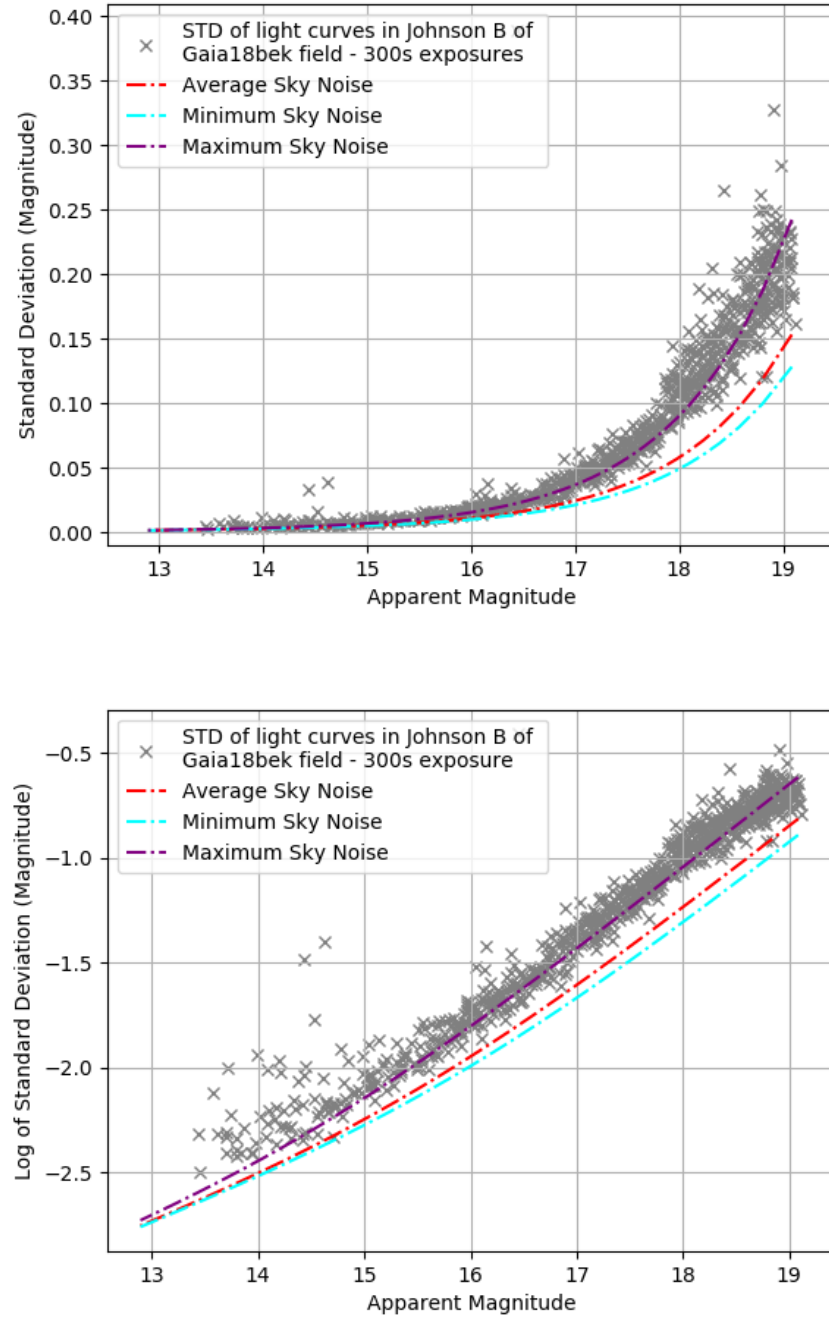 STD of light curves in Johnson B of
Gaia18bek field - 300s exposures
Average Sky Noise
Minimum Sky Noise
Maximum Sky Noise
Standard Deviation (Magnitude)
0.40
0.35
0.30
0.25
0.20
0.15
0.10
0.05
0.00
13 14 15 16 17 18 19
Apparent Magnitude
STD of light curves in Johnson B of
Gaia18bek field - 300s exposure
Average Sky Noise
Minimum Sky Noise
Maximum Sky Noise
Log of Standard Deviation (Magnitude)
−0.5
−1.0
−1.5
−2.0
−2.5
13 14 15 16 17 18 19
Apparent Magnitude